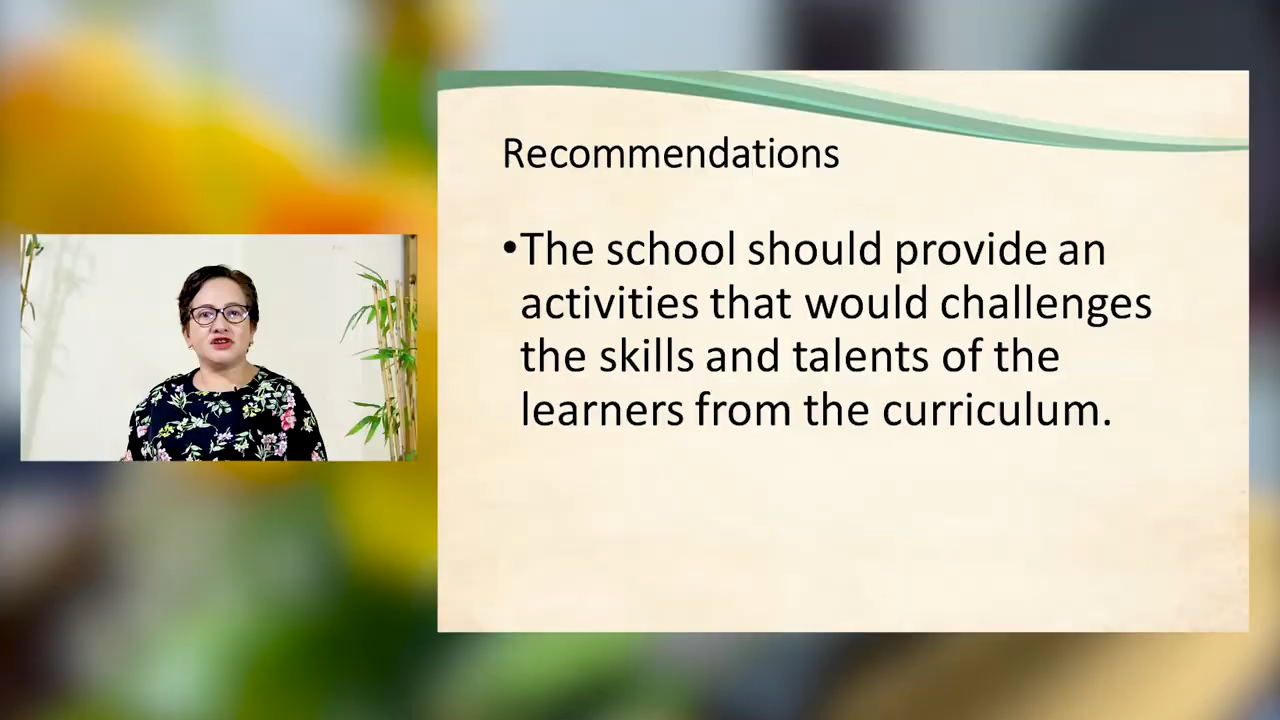 Recommendations
•The school should provide an
activities that would challenges
the skills and talents of the
learners from the curriculum.